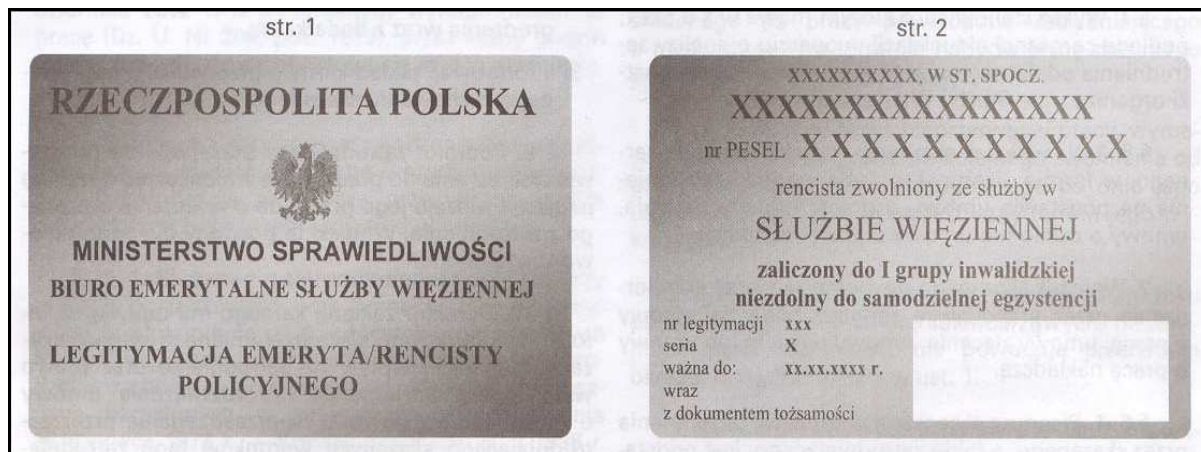 str. 1
RZECZPOSPOLITA POLSKA
MINISTERSTWO SPRAWIEDLIWOŚCI
BIURO EMERYTALNE SŁUŻBY WIĘZIENNEJ
LEGITYMACJA EMERYTA/RENCISTY
POLICYJNEGO
str. 2
XXXXXXXXXX, W ST. SPOCZ.
XXXXXXXXXXXXXXXX
nr PESEL X X X X X X X X X X X
rencista zwolniony ze służby w
SŁUŻBIE WIĘZIENNEJ
zaliczony do I grupy inwalidzkiej
niezdolny do samodzielnej egzystencji
nr legitymacji xxx
seria X
ważna do: xx.xx.xxxx r.
wraz
z dokumentem tożsamości